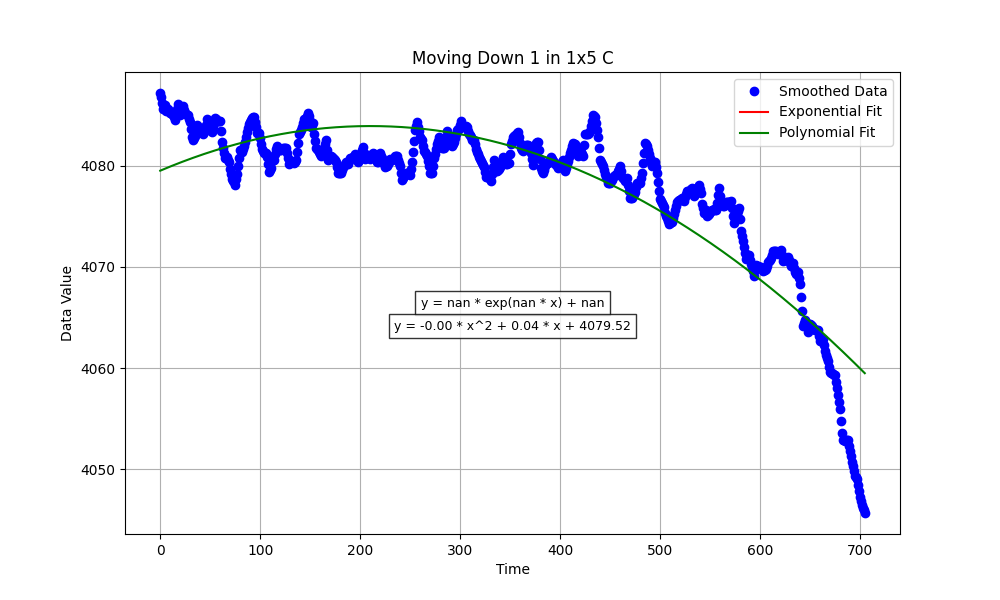 Moving Down 1 in 1x5 C
Smoothed Data
Exponential Fit
Polynomial Fit
4080
4070
4060
4050
Data Value
y = nan * exp(nan * x) + nan
y = -0.00 * x^2 + 0.04 * x + 4079.52
0 100 200 300 400 500 600 700
Time